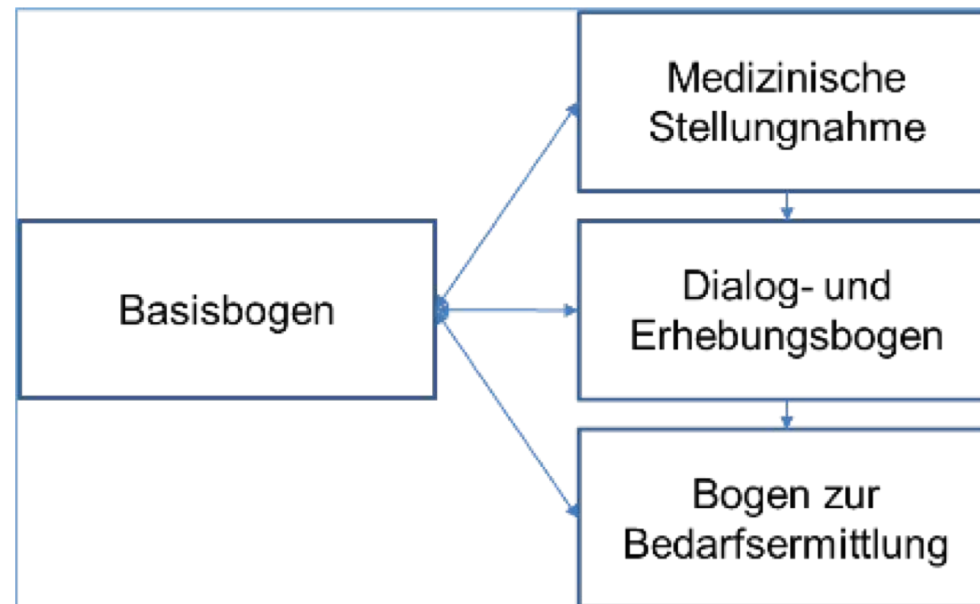 Medizinische
Stellungnahme
Basisbogen
Dialog- und
Erhebungsbogen
Bogen zur
Bedarfsermittlung